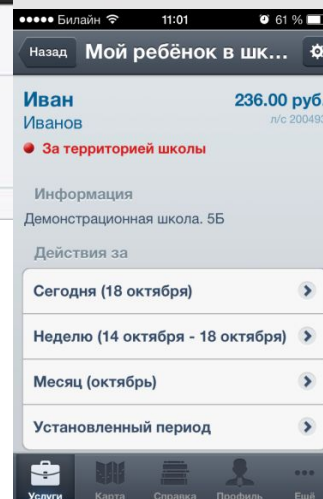 Билайн 11:01 61 %
Назад Мой ребёнок в шк...
Иван 236.00 руб.
Иванов л/с 200493
За территорией школы
Информация
Демонстрационная школа. 5Б
Действия за
Сегодня (18 октября)
Неделю (14 октября - 18 октября)
Месяц (октябрь)
Установленный период
Услуги Карта Справка Профиль Ещё